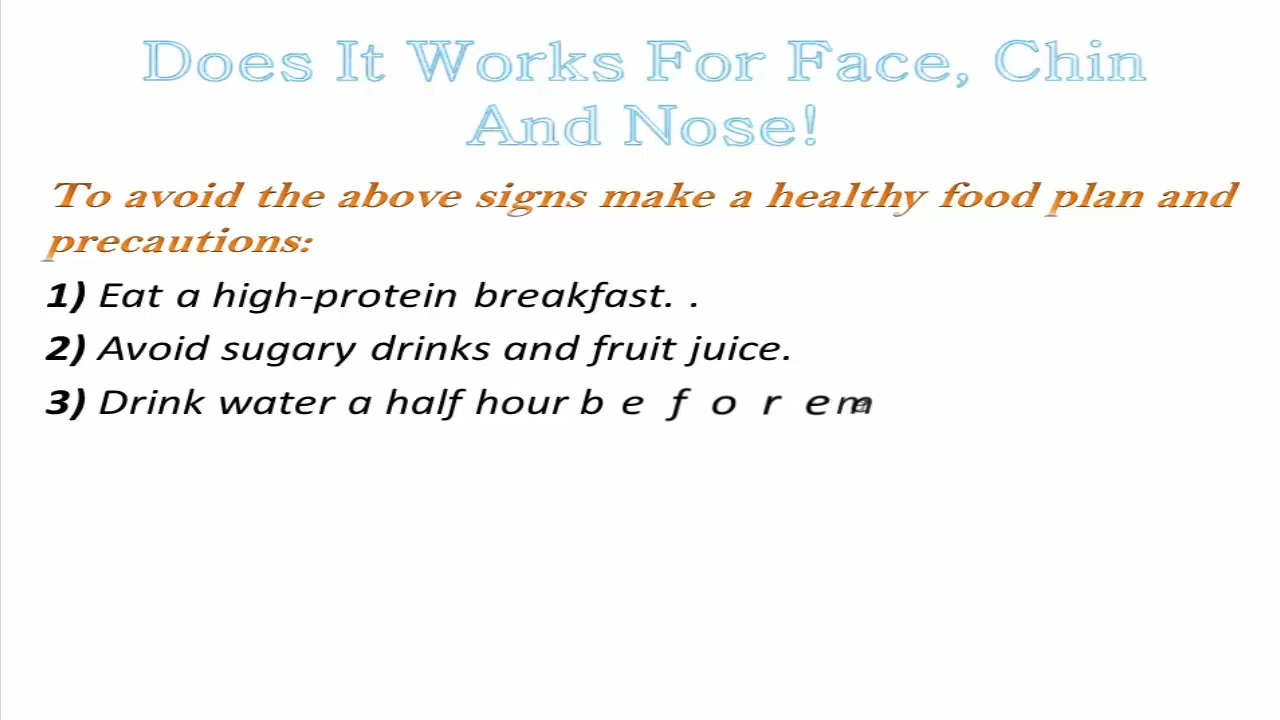 Does It Works For Face, Chin
And Nose!
To avoid the above signs make a healthy food plan and
precautions:
1) Eat a high-protein breakfast. .
2) Avoid sugary drinks and fruit juice.
3) Drink water a half hour before